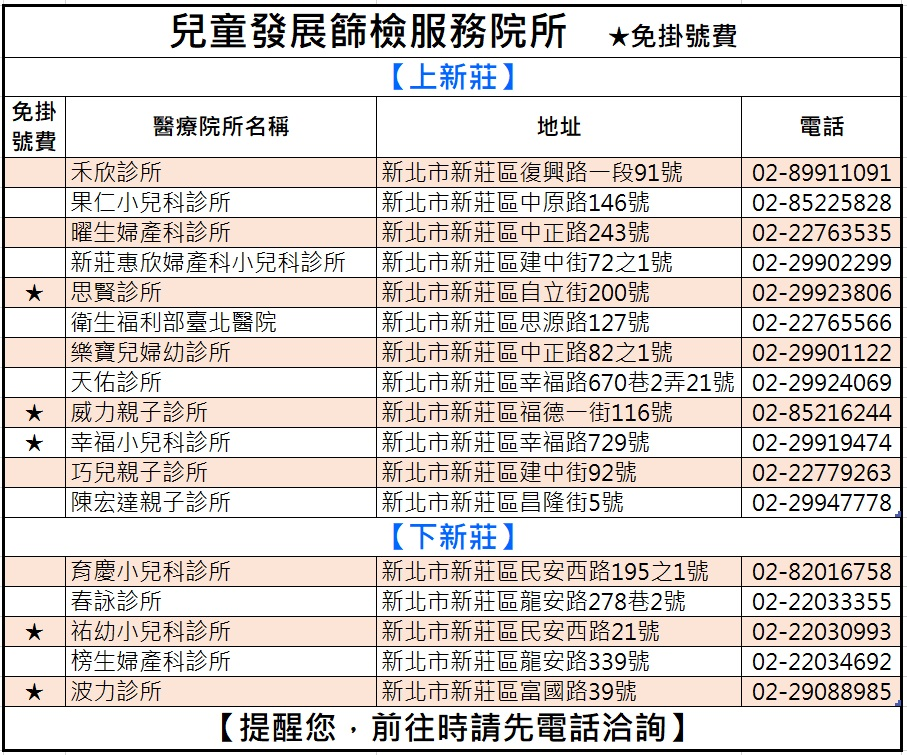 兒童發展篩檢服務院所 ★免掛號費
【上新莊】
免掛號費 醫療院所名稱 地址 電話
禾欣診所 新北市新莊區復興路一段91號 02-89911091
果仁小兒科診所 新北市新莊區中原路146號 02-85225828
曜生婦產科診所 新北市新莊區中正路243號 02-22763535
新莊惠欣婦產科小兒科診所 新北市新莊區建中街72之1號 02-29902299
★ 思賢診所 新北市新莊區自立街200號 02-29923806
衛生福利部臺北醫院 新北市新莊區思源路127號 02-22765566
樂寶兒婦幼診所 新北市新莊區中正路82之1號 02-29901122
天佑診所 新北市新莊區幸福路670巷2弄21號 02-29924069
★ 威力親子診所 新北市新莊區福德一街116號 02-85216244
★ 幸福小兒科診所 新北市新莊區幸福路729號 02-29919474
巧兒親子診所 新北市新莊區建中街92號 02-22779263
陳宏達親子診所 新北市新莊區昌隆街5號 02-29947778
【下新莊】
育慶小兒科診所 新北市新莊區民安西路195之1號 02-82016758
春詠診所 新北市新莊區龍安路278巷2號 02-22033355
★ 祐幼小兒科診所 新北市新莊區民安西路21號 02-22030993
榜生婦產科診所 新北市新莊區龍安路339號 02-22034692
★ 波力診所 新北市新莊區富國路39號 02-29088985
【提醒您，前往時請先電話洽詢】